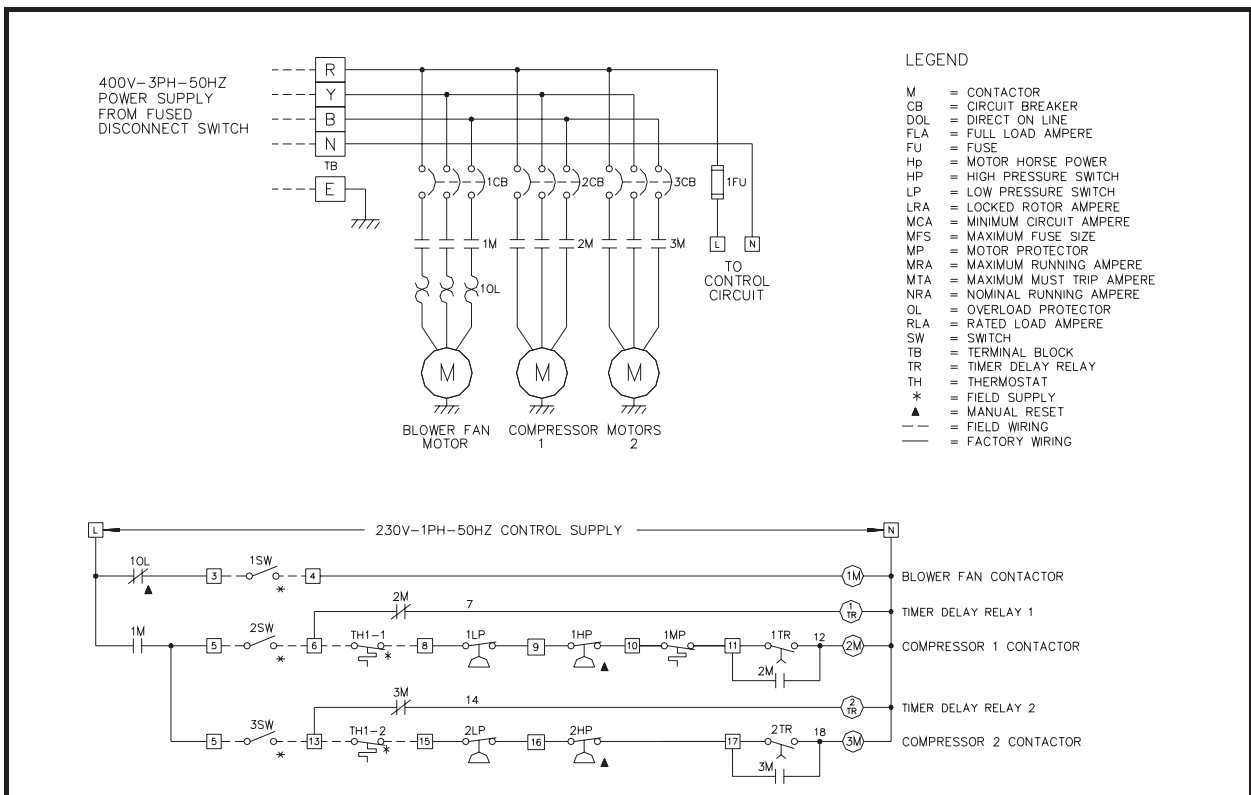 400V-3PH-50HZ
POWER SUPPLY
FROM FUSED
DISCONNECT SWITCH
R
Y
B
N
TB
E
1CB
2CB
3CB
1FU
1M
2M
3M
L
N
TO
CONTROL
CIRCUIT
1OL
M
M
M
BLOWER FAN
MOTOR
COMPRESSOR MOTORS
1 2
LEGEND
M = CONTACTOR
CB = CIRCUIT BREAKER
DOL = DIRECT ON LINE
FLA = FULL LOAD AMPERE
FU = FUSE
Hp = MOTOR HORSE POWER
HP = HIGH PRESSURE SWITCH
LP = LOW PRESSURE SWITCH
LRA = LOCKED ROTOR AMPERE
MCA = MINIMUM CIRCUIT AMPERE
MFS = MAXIMUM FUSE SIZE
MP = MOTOR PROTECTOR
MRA = MAXIMUM RUNNING AMPERE
MTA = MAXIMUM MUST TRIP AMPERE
NRA = NOMINAL RUNNING AMPERE
OL = OVERLOAD PROTECTOR
RLA = RATED LOAD AMPERE
SW = SWITCH
TB = TERMINAL BLOCK
TR = TIMER DELAY RELAY
TH = THERMOSTAT
* = FIELD SUPPLY
▲ = MANUAL RESET
-- -- = FIELD WIRING
—— = FACTORY WIRING
L 230V-1PH-50HZ CONTROL SUPPLY N
1OL 1SW
3 4 1M BLOWER FAN CONTACTOR
*
2M 7 1 TR TIMER DELAY RELAY 1
1M 2SW TH1-1 1LP 1HP 1MP 1TR 12
5 6 8 9 10 11 2M COMPRESSOR 1 CONTACTOR
* *
2M
3M 14 2 TR TIMER DELAY RELAY 2
3SW TH1-2 2LP 2HP 2TR 18
5 13 15 16 17 3M COMPRESSOR 2 CONTACTOR
* *
3M